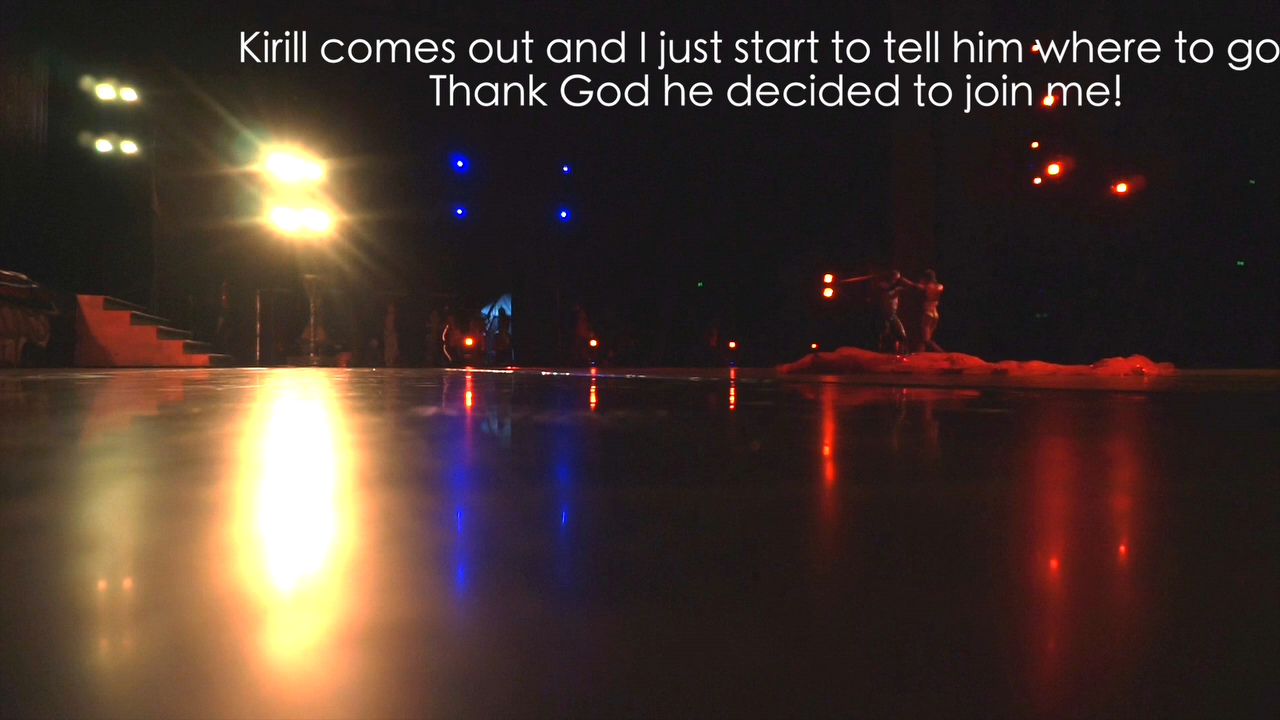 Kirill comes out and I just start to tell him where to go
Thank God he decided to join me!